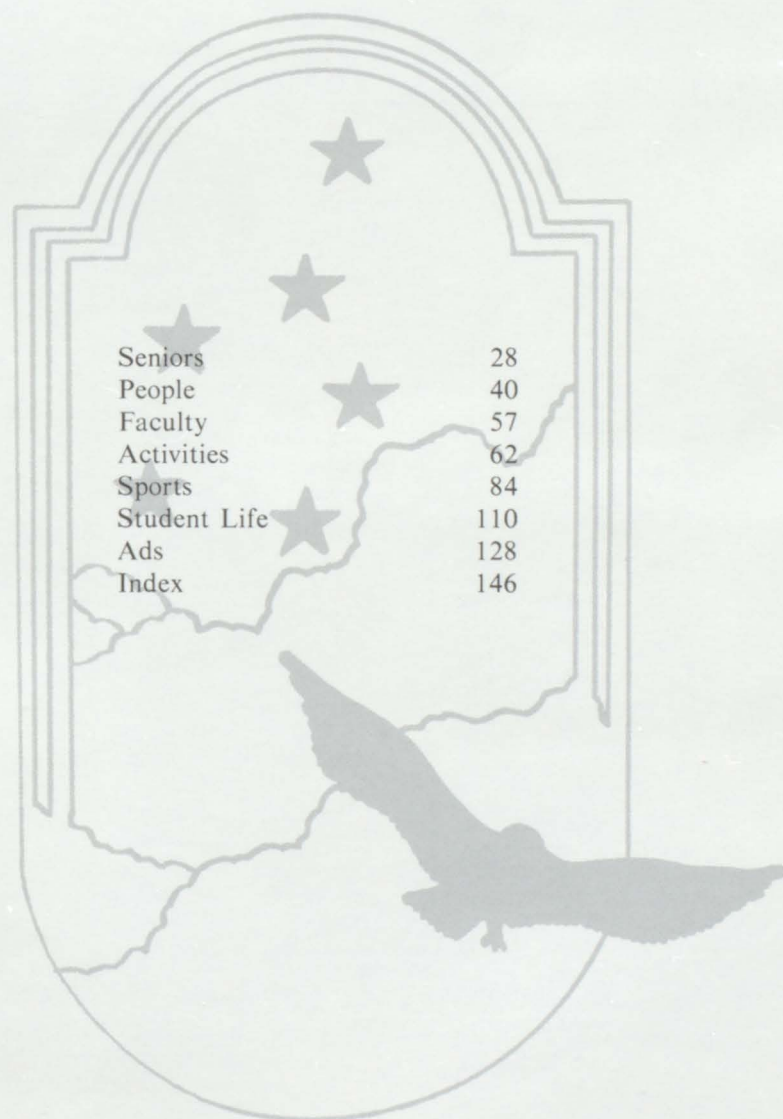 Seniors 28
People 40
Faculty 57
Activities 62
Sports 84
Student Life 110
Ads 128
Index 146